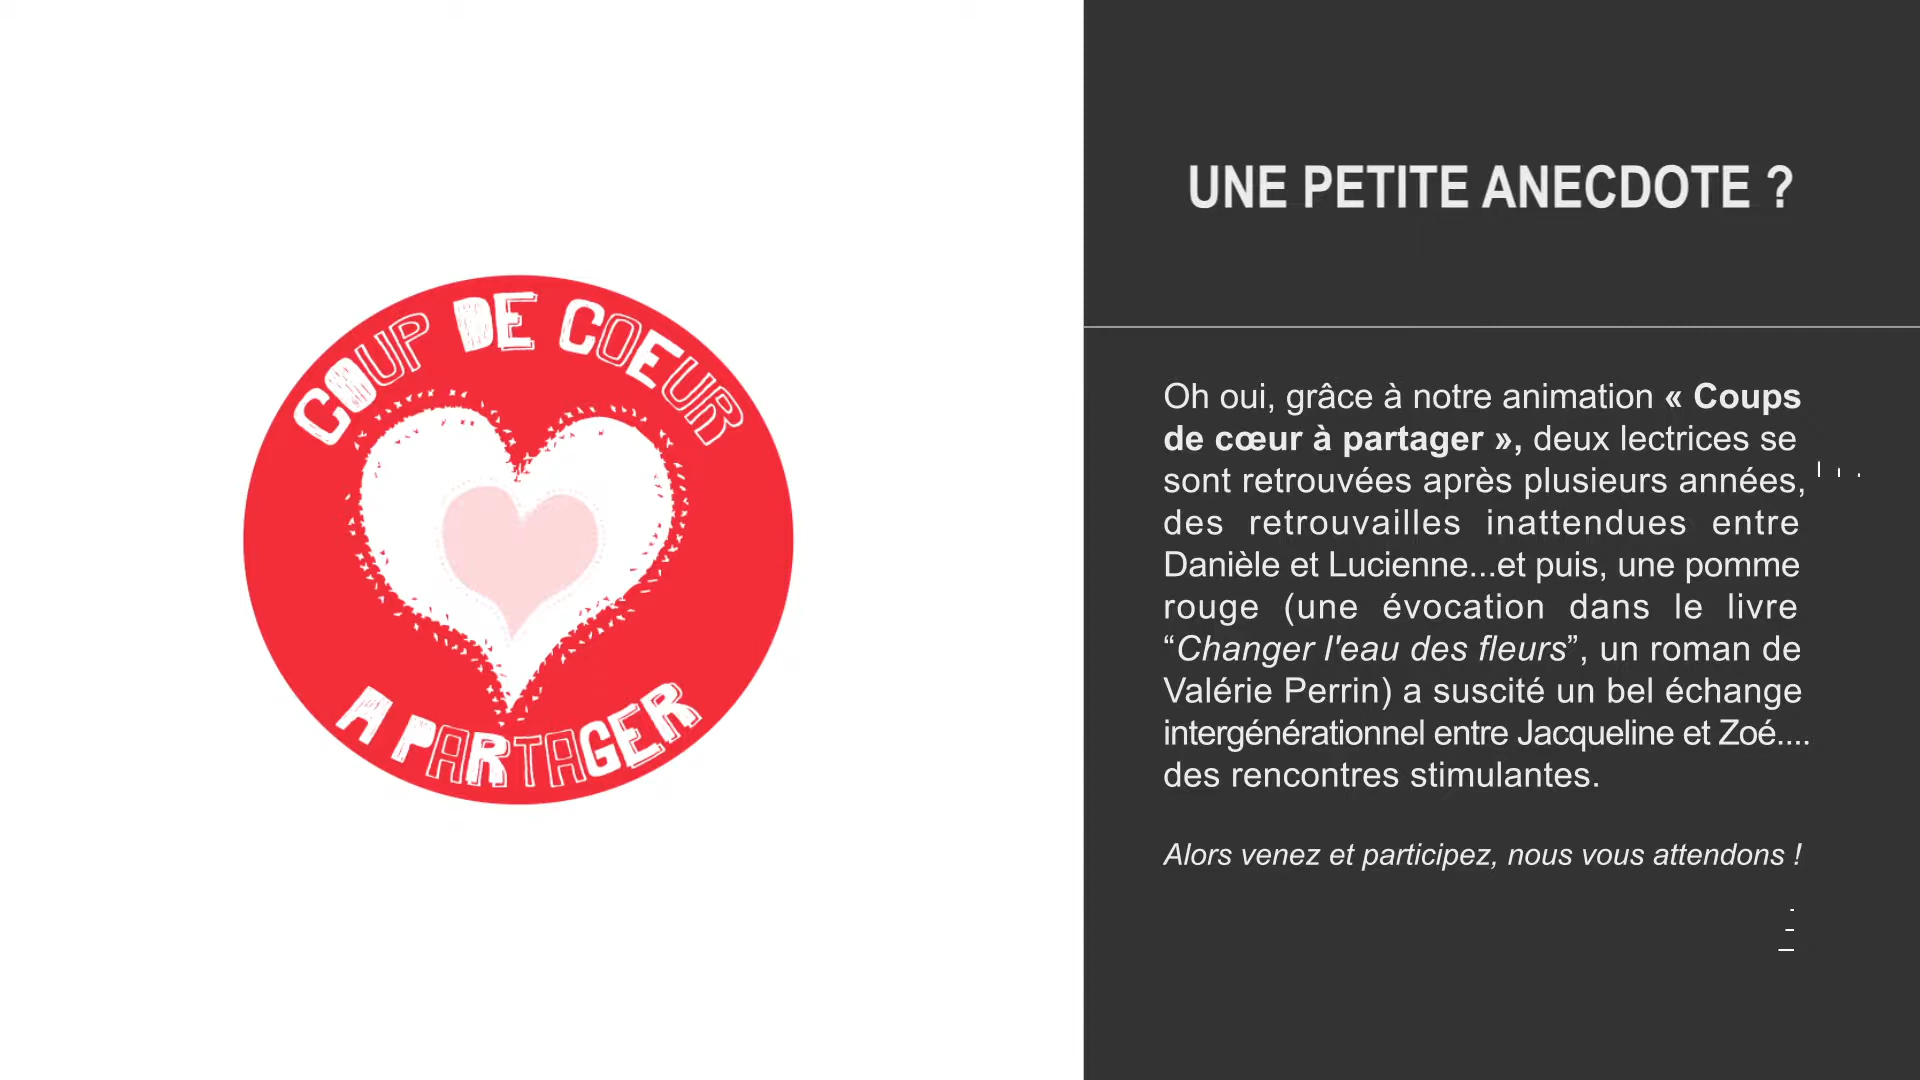 COUP DE COEUR
A PARTAGER
UNE PETITE ANECDOTE ?
Oh oui, grâce à notre animation « Coups
de cœur à partager », deux lectrices se
sont retrouvées après plusieurs années,
des retrouvailles inattendues entre
Danièle et Lucienne...et puis, une pomme
rouge (une évocation dans le livre
“Changer l'eau des fleurs”, un roman de
Valérie Perrin) a suscité un bel échange
intergénérationnel entre Jacqueline et Zoé....
des rencontres stimulantes.
Alors venez et participez, nous vous attendons !